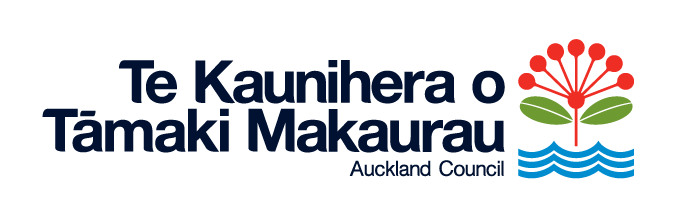 Te Kaunihera o
Tāmaki Makaurau
Auckland Council